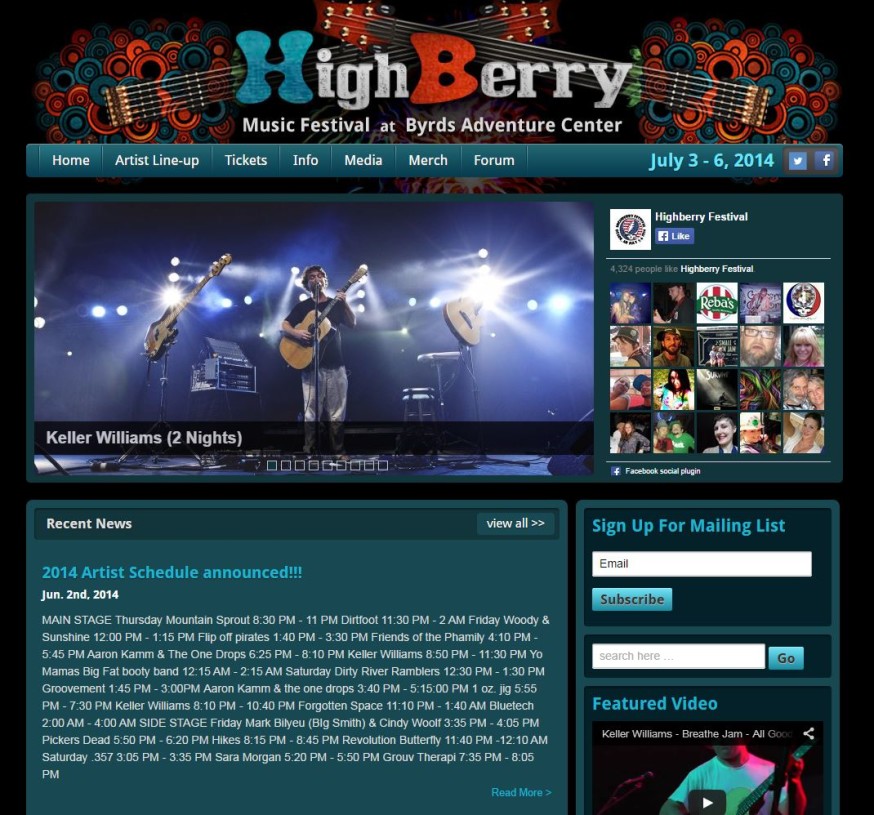 HighBerry
Music Festival at Byrds Adventure Center
Home Artist Line-up Tickets Info Media Merch Forum July 3 - 6, 2014
Highberry Festival
Like
4,324 people like Highberry Festival
Reba's
Keller Williams (2 Nights)
Facebook social plugin
Recent News view all >>
2014 Artist Schedule announced!!!
Jun. 2nd, 2014
MAIN STAGE Thursday Mountain Sprout 8:30 PM - 11 PM Dirtfoot 11:30 PM - 2 AM Friday Woody &
Sunshine 12:00 PM - 1:15 PM Flip off pirates 1:40 PM - 3:30 PM Friends of the Phamily 4:10 PM -
5:45 PM Aaron Kamm & The One Drops 6:25 PM - 8:10 PM Keller Williams 8:50 PM - 11:30 PM Yo
Mamas Big Fat booty band 12:15 AM - 2:15 AM Saturday Dirty River Ramblers 12:30 PM - 1:30 PM
Groovement 1:45 PM - 3:00PM Aaron Kamm & the one drops 3:40 PM - 5:15:00 PM 1 oz. jig 5:55
PM - 7:30 PM Keller Williams 8:10 PM - 10:40 PM Forgotten Space 11:10 PM - 1:40 AM Bluetech
2:00 AM - 4:00 AM SIDE STAGE Friday Mark Bilyeu (BIg Smith) & Cindy Woolf 3:35 PM - 4:05 PM
Pickers Dead 5:50 PM - 6:20 PM Hikes 8:15 PM - 8:45 PM Revolution Butterfly 11:40 PM -12:10 AM
Saturday .357 3:05 PM - 3:35 PM Sara Morgan 5:20 PM - 5:50 PM Grouv Therapi 7:35 PM - 8:05
PM
Read More >
Sign Up For Mailing List
Email
Subscribe
search here ...
Go
Featured Video
Keller Williams - Breathe Jam - All Good